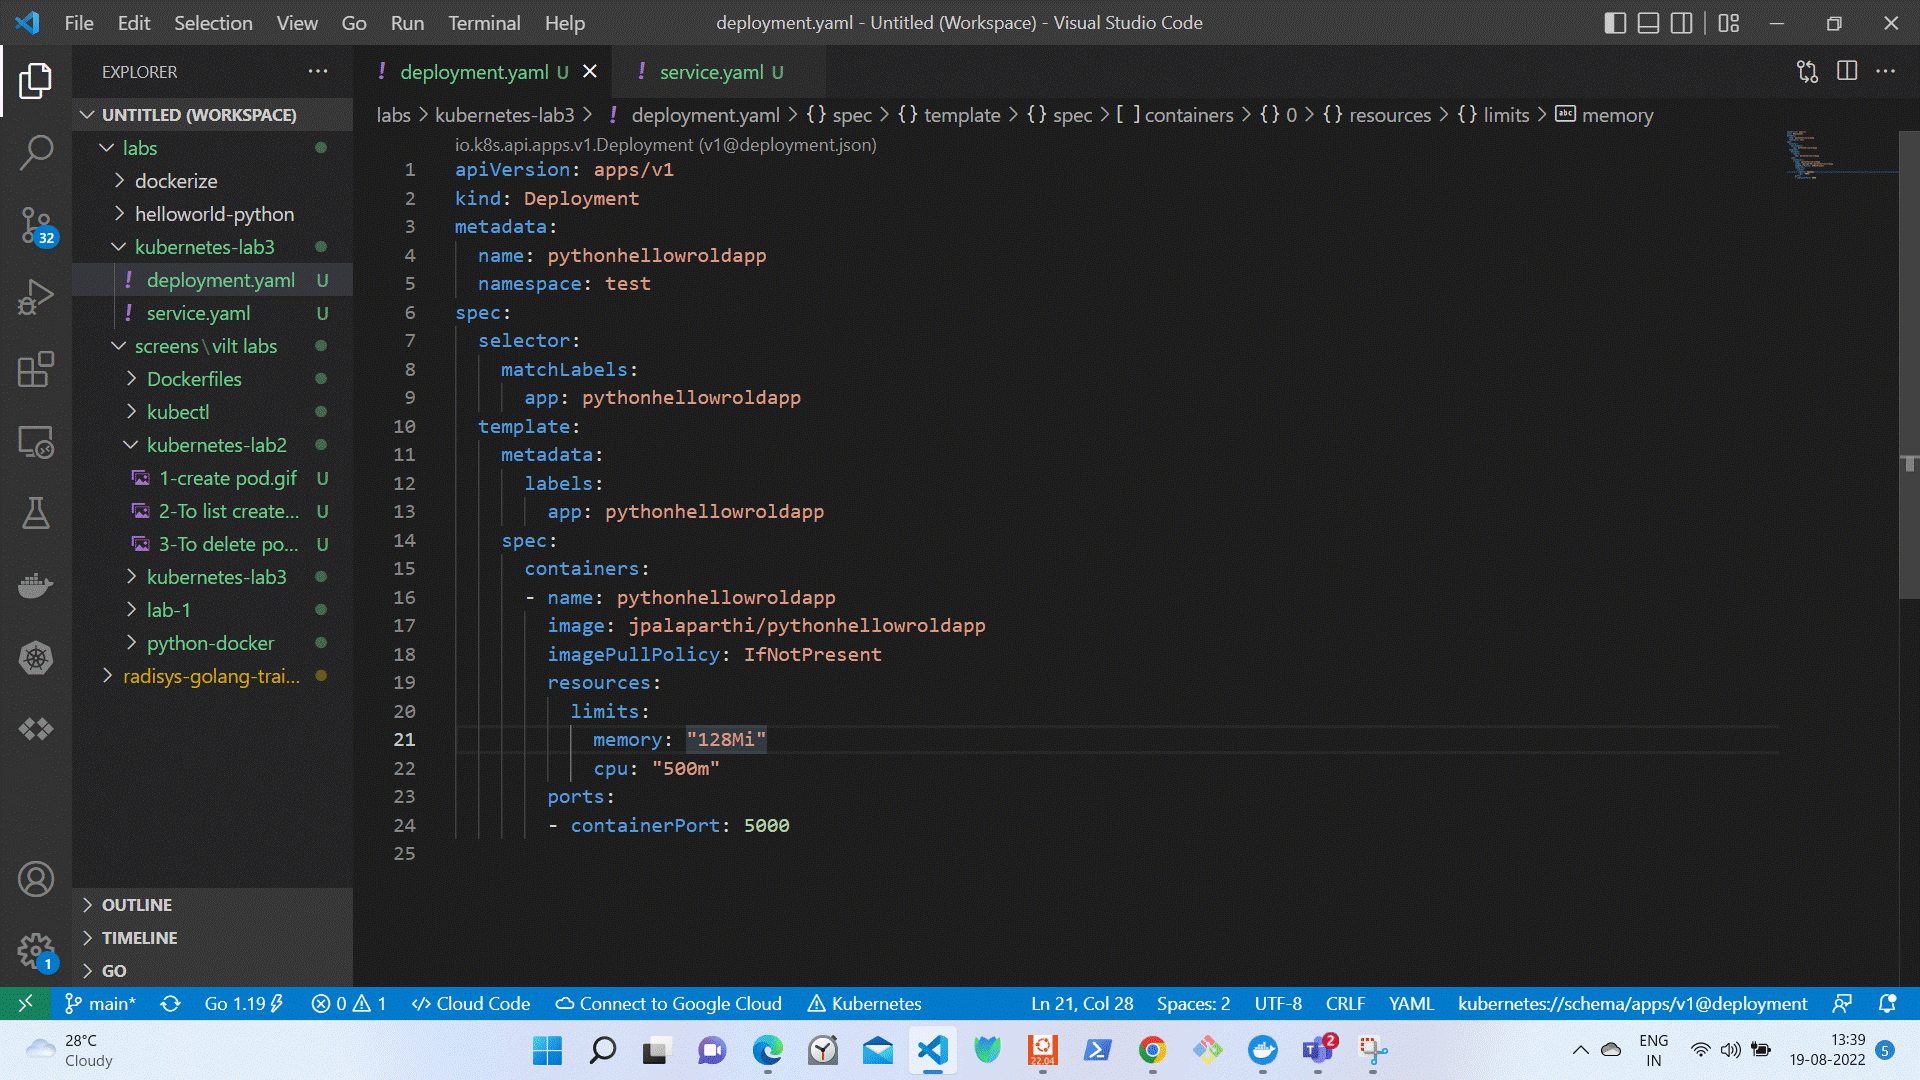 File Edit Selection View Go Run Terminal Help
deployment.yaml - Untitled (Workspace) - Visual Studio Code
EXPLORER
UNTITLED (WORKSPACE)
labs
dockerize
helloworld-python
kubernetes-lab3
deployment.yaml U
service.yaml U
screens\vilt labs
Dockerfiles
kubectl
kubernetes-lab2
1-create pod.gif U
2-To list create... U
3-To delete po... U
kubernetes-lab3
lab-1
python-docker
radisys-golang-trai...
OUTLINE
TIMELINE
GO
32
1
! deployment.yaml U
! service.yaml U
labs > kubernetes-lab3 > ! deployment.yaml > {} spec > {} template > {} spec > [ ] containers > {} 0 > {} resources > {} limits > abc memory
io.k8s.api.apps.v1.Deployment (v1@deployment.json)
1 apiVersion: apps/v1
2 kind: Deployment
3 metadata:
4 name: pythonhellowroldapp
5 namespace: test
6 spec:
7 selector:
8 matchLabels:
9 app: pythonhellowroldapp
10 template:
11 metadata:
12 labels:
13 app: pythonhellowroldapp
14 spec:
15 containers:
16 - name: pythonhellowroldapp
17 image: jpalaparthi/pythonhellowroldapp
18 imagePullPolicy: IfNotPresent
19 resources:
20 limits:
21 memory: "128Mi"
22 cpu: "500m"
23 ports:
24 - containerPort: 5000
25
main* Go 1.19 0 1 Cloud Code Connect to Google Cloud Kubernetes Ln 21, Col 28 Spaces: 2 UTF-8 CRLF YAML kubernetes://schema/apps/v1@deployment
28°C
Cloudy
22.04
2
ENG
IN
13:39
19-08-2022
5